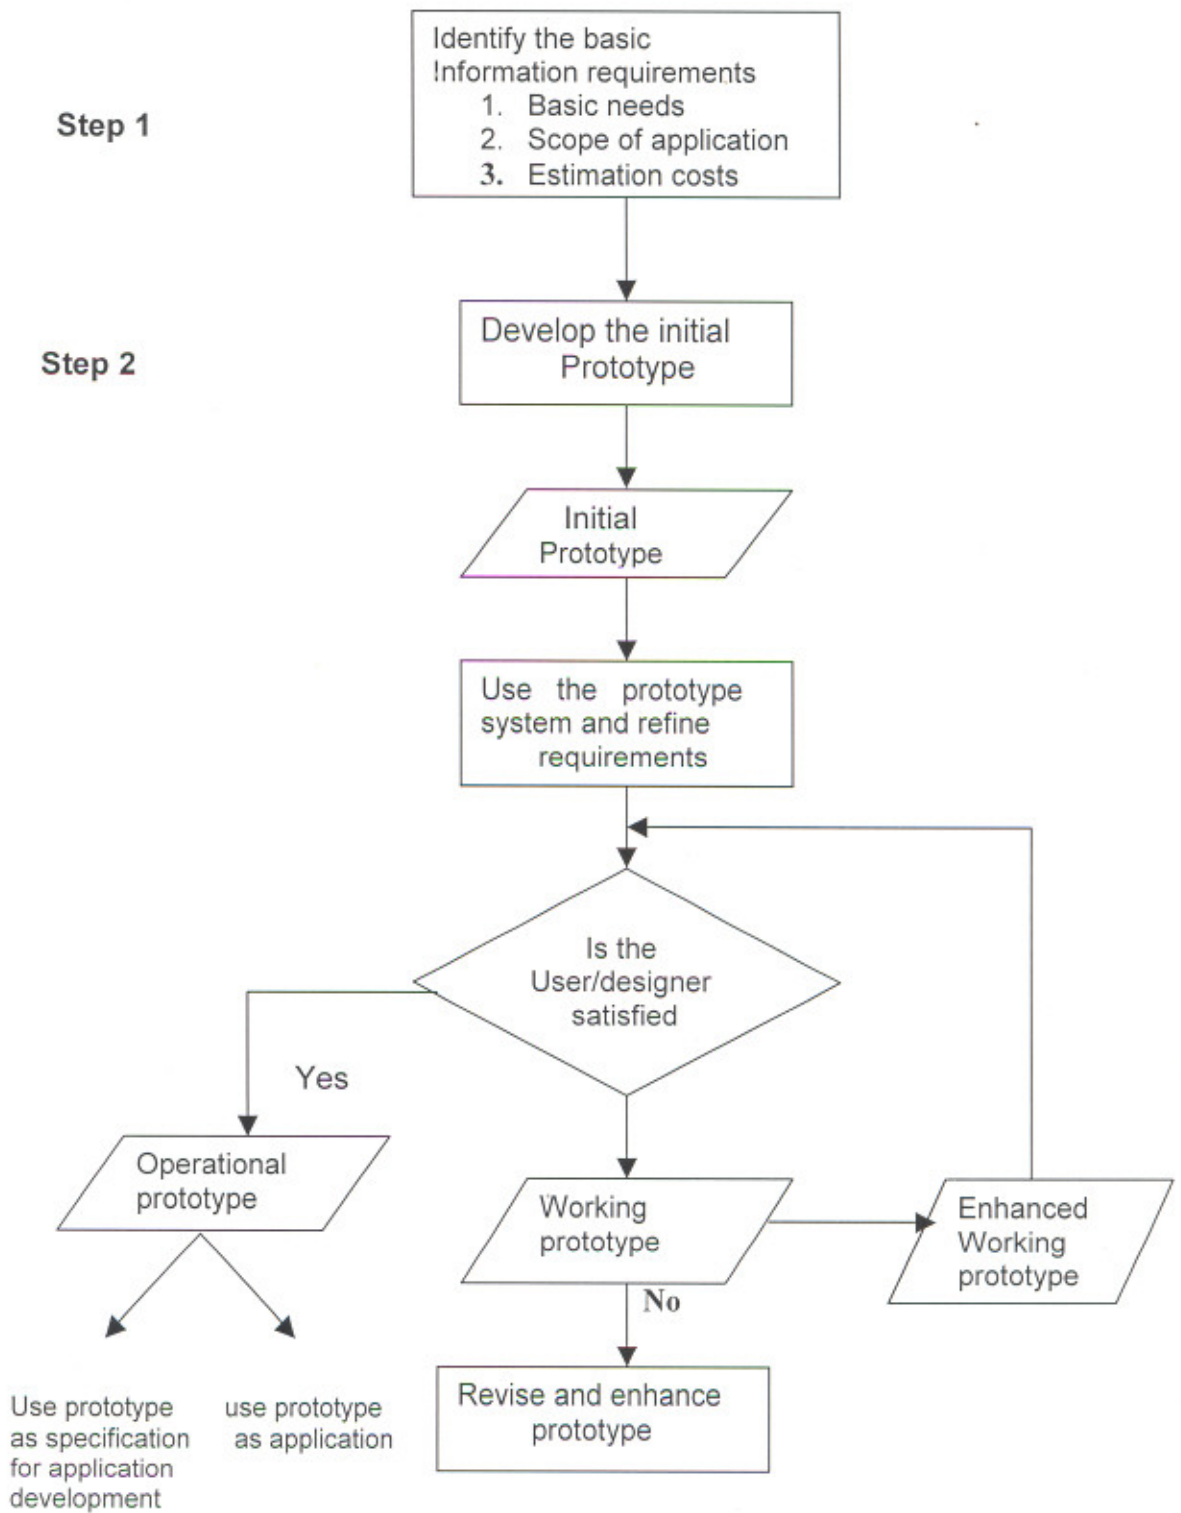 Identify the basic
Information requirements
1. Basic needs
Step 1
2. Scope of application
3. Estimation costs
Develop the initial
Step 2
Prototype
Initial
Prototype
Use the prototype
system and refine
requirements
Is the
User/designer
satisfied
Yes
Operational
prototype
Working
prototype
Enhanced
Working
prototype
No
Revise and enhance
prototype
Use prototype
as specification
for application
development
use prototype
as application